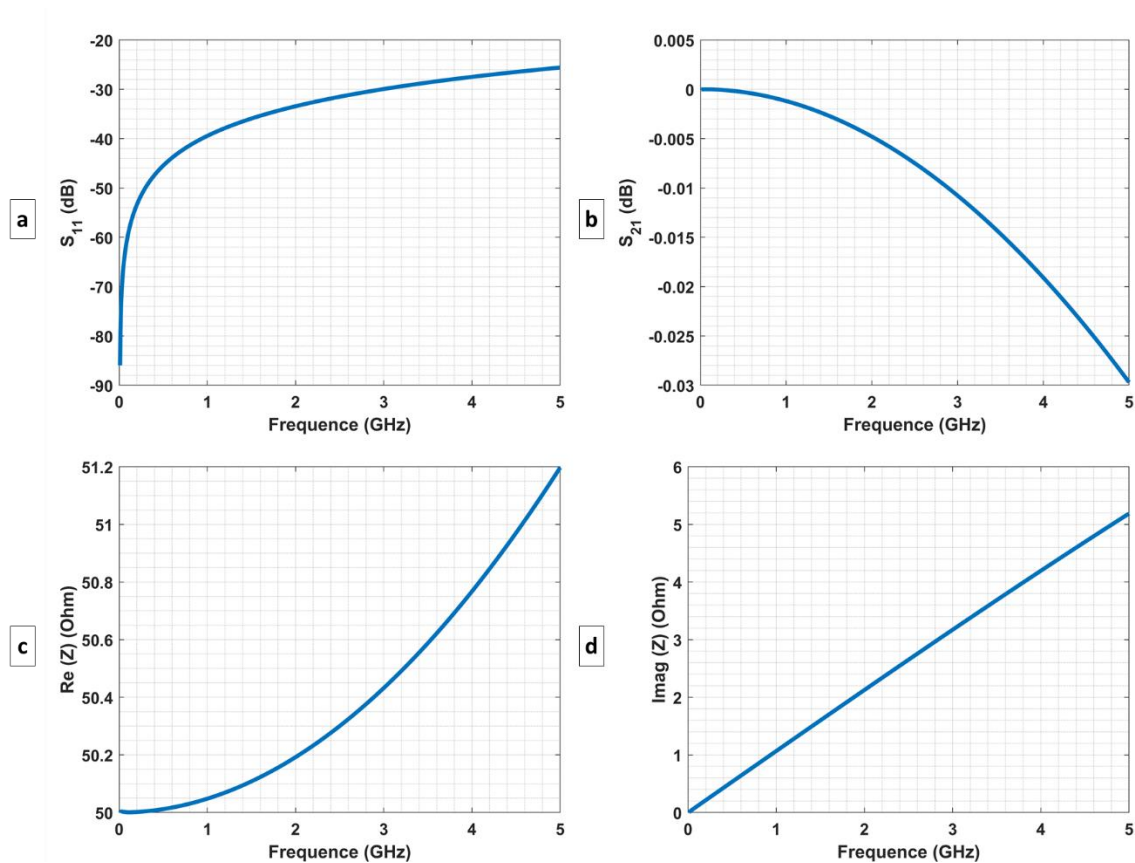 a
S11 (dB)
-20
-30
-40
-50
-60
-70
-80
-90
0 1 2 3 4 5
Frequence (GHz)
b
S21 (dB)
0.005
0
-0.005
-0.01
-0.015
-0.02
-0.025
-0.03
0 1 2 3 4 5
Frequence (GHz)
c
Re (Z) (Ohm)
51.2
51
50.8
50.6
50.4
50.2
50
0 1 2 3 4 5
Frequence (GHz)
d
Imag (Z) (Ohm)
6
5
4
3
2
1
0
0 1 2 3 4 5
Frequence (GHz)